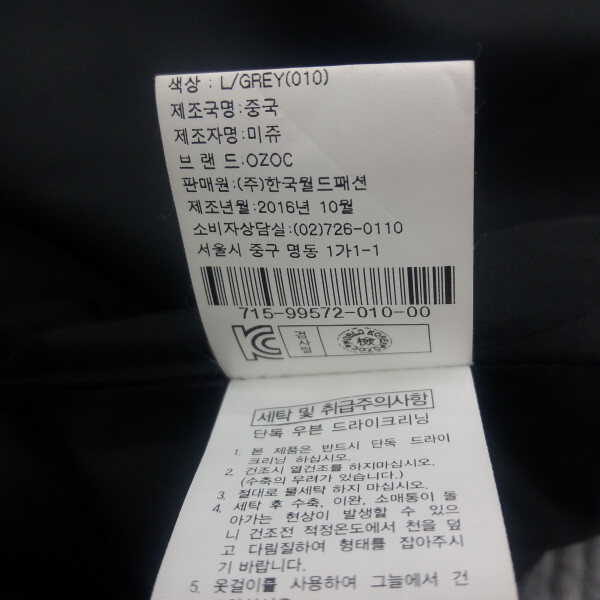 색상 : L/GREY(010)
제조국명:중국
제조자명:미쥬
브 랜 드:OZOC
판매원:(주)한국월드패션
제조년월:2016년 10월
소비자상담실:(02)726-0110
서울시 중구 명동 1가1-1
715-99572-010-00
검사필
WORLD KOREA
檢
OZOC
세탁 및 취급주의사항
단독 우븐 드라이크리닝
1. 본 제품은 반드시 단독 드라이
크리닝 하십시오.
2. 건조시 열건조를 하지마십시오.
(수축의 우려가 있습니다.)
3. 절대로 물세탁 하지 마십시오.
4. 세탁 후 수축, 이완, 소매통이 돌
아가는 현상이 발생할 수 있으
니 건조전 적정온도에서 천을 덮
고 다림질하여 형태를 잡아주시
기 바랍니다.
5. 옷걸이를 사용하여 그늘에서 건